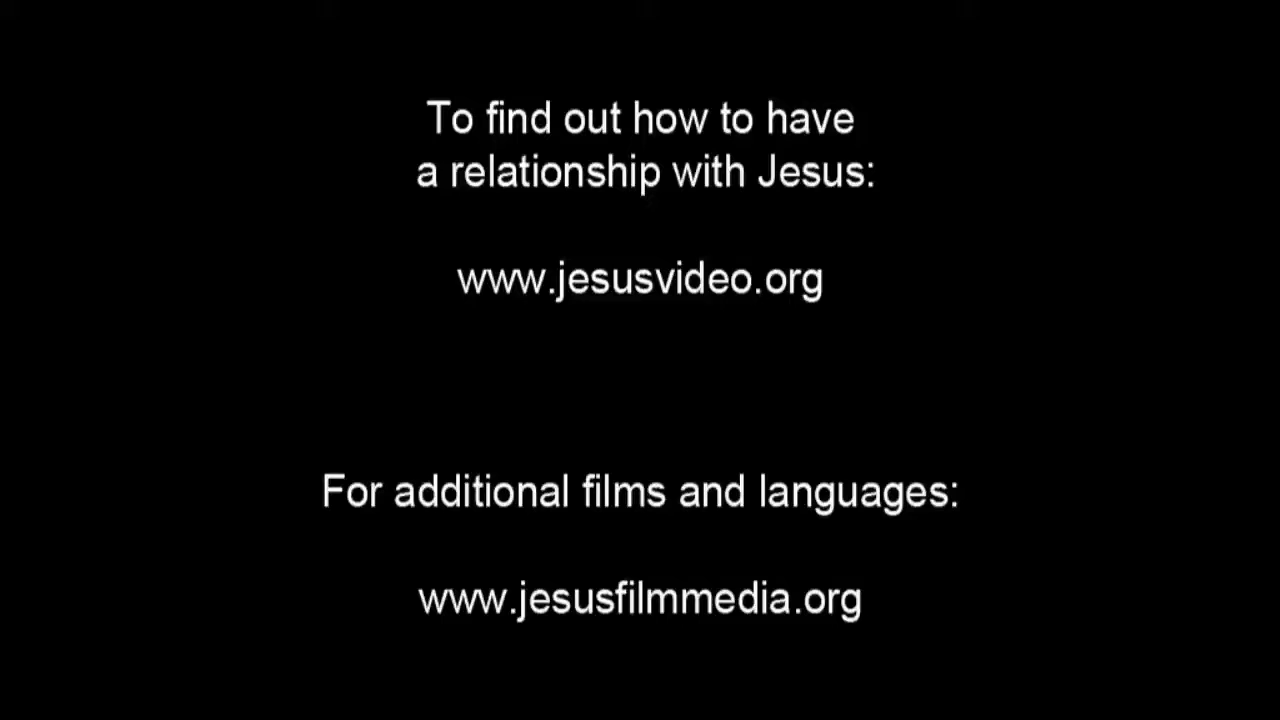 To find out how to have
a relationship with Jesus:
www.jesusvideo.org
For additional films and languages:
www.jesusfilmmedia.org